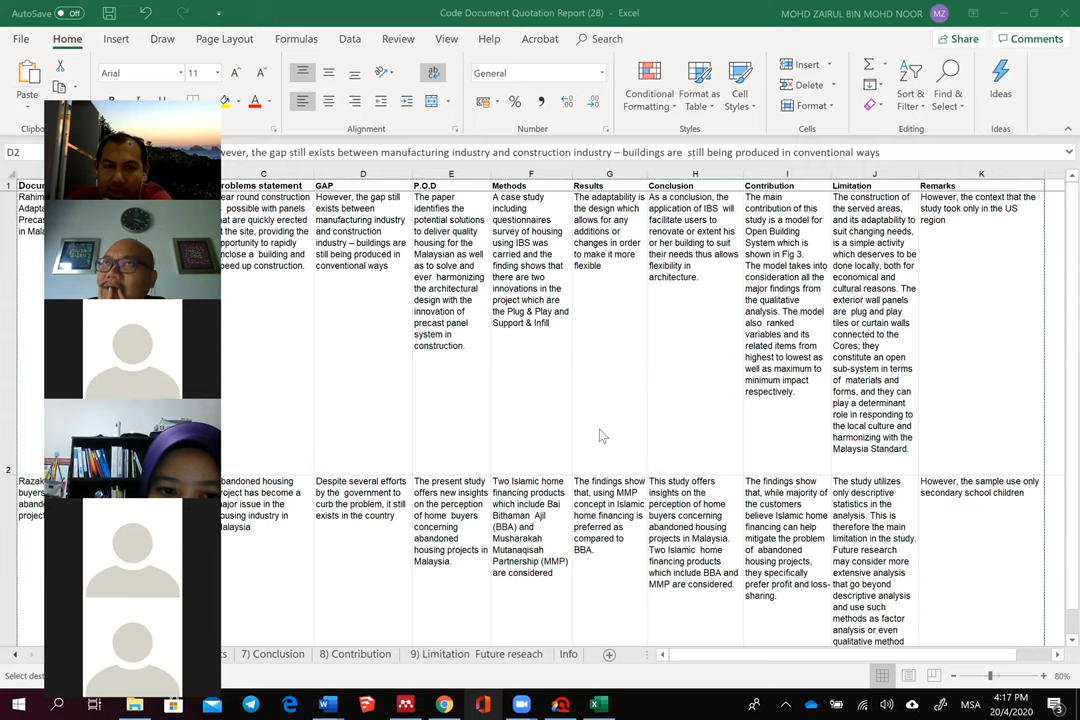 AutoSave Off
Code Document Quotation Report (28) - Excel
MOHD ZAIRUL BIN MOHD NOOR MZ
File Home Insert Draw Page Layout Formulas Data Review View Help Acrobat Search Share Comments
Paste
Arial 11
General
Conditional Formatting
Format as Table
Cell Styles
Insert
Delete
Format
Sort & Filter
Find & Select
Ideas
Alignment Number Styles Cells Editing Ideas
D2
wever, the gap still exists between manufacturing industry and construction industry – buildings are still being produced in conventional ways
C D E F G H I J K
1
roblems statement GAP P.O.D Methods Results Conclusion Contribution Limitation Remarks
2
Rahim
Adapta
Precas
in Mala
ear round construction
possible with panels
hat are quickly erected
t the site, providing the
pportunity to rapidly
nclose a building and
peed up construction.
However, the gap still
exists between
manufacturing industry
and construction
industry – buildings are
still being produced in
conventional ways
The paper
identifies the
potential solutions
to deliver quality
housing for the
Malaysian as well
as to solve and
ever harmonizing
the architectural
design with the
innovation of
precast panel
system in
construction.
A case study
including
questionnaires
survey of housing
using IBS was
carried and the
finding shows that
there are two
innovations in the
project which are
the Plug & Play and
Support & Infill
The adaptability is
the design which
allows for any
additions or
changes in order
to make it more
flexible
As a conclusion, the
application of IBS will
facilitate users to
renovate or extent his
or her building to suit
their needs thus allows
flexibility in
architecture.
The main
contribution of this
study is a model for
Open Building
System which is
shown in Fig 3.
The model takes into
consideration all the
major findings from
the qualitative
analysis. The model
also ranked
variables and its
related items from
highest to lowest as
well as maximum to
minimum impact
respectively.
The construction of
the served areas,
and its adaptability to
suit changing needs,
is a simple activity
which deserves to be
done locally, both for
economical and
cultural reasons. The
exterior wall panels
are plug and play
tiles or curtain walls
connected to the
Cores; they
constitute an open
sub-system in terms
of materials and
forms, and they can
play a determinant
role in responding to
the local culture and
harmonizing with the
Malaysia Standard.
However, the context that the
study took only in the US
region
Razak
buyers
aband
project
bandoned housing
roject has become a
ajor issue in the
ousing industry in
alaysia
Despite several efforts
by the government to
curb the problem, it still
exists in the country
The present study
offers new insights
on the perception
of home buyers
concerning
abandoned
housing projects in
Malaysia.
Two Islamic home
financing products
which include Bai
Bithaman Ajil
(BBA) and
Musharakah
Mutanaqisah
Partnership (MMP)
are considered
The findings show
that, using MMP
concept in Islamic
home financing is
preferred as
compared to
BBA.
This study offers
insights on the
perception of home
buyers concerning
abandoned housing
projects in Malaysia.
Two Islamic home
financing products
which include BBA and
MMP are considered.
The findings show
that, while majority of
the customers
believe Islamic home
financing can help
mitigate the problem
of abandoned
housing projects,
they specifically
prefer profit and loss-
sharing.
The study utilizes
only descriptive
statistics in the
analysis. This is
therefore the main
limitation in the study.
Future research
may consider more
extensive analysis
that go beyond
descriptive analysis
and use such
methods as factor
analysis or even
qualitative method
However, the sample use only
secondary school children
7) Conclusion 8) Contribution 9) Limitation Future reseach Info
Select des
80%
MSA
4:17 PM
20/4/2020
3